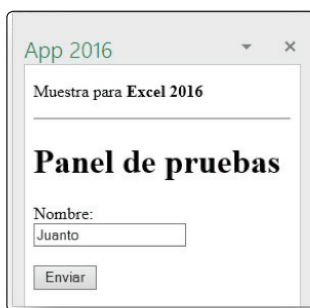 App 2016
Muestra para Excel 2016
Panel de pruebas
Nombre:
Juanto
Enviar